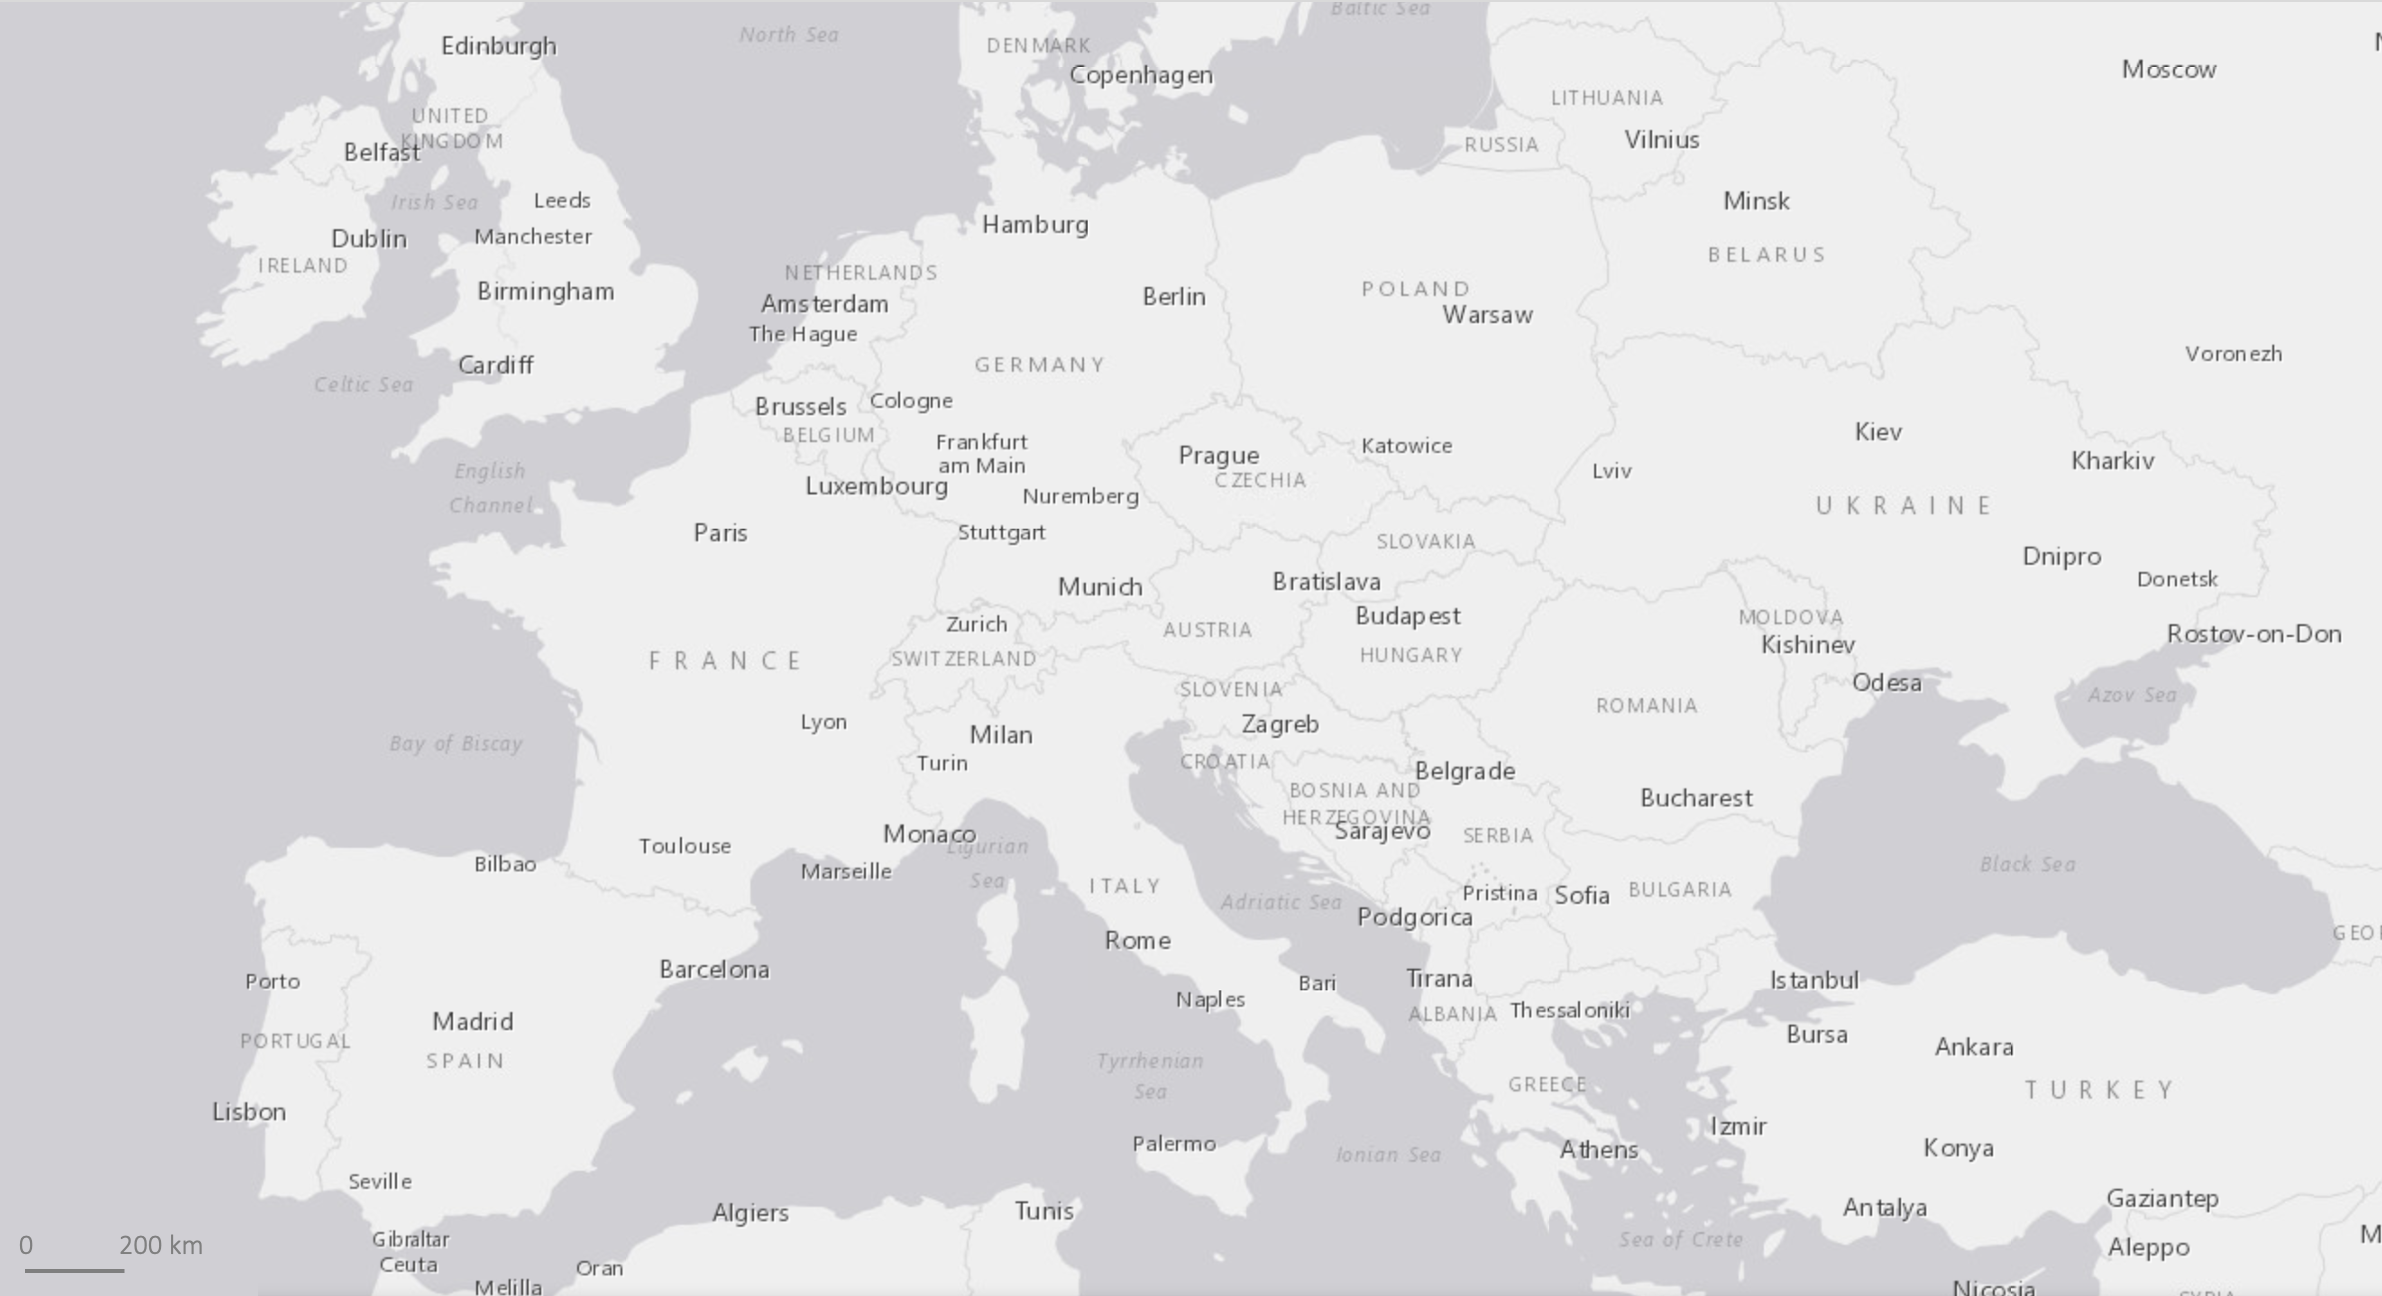 Baltic Sea
North Sea
Edinburgh
DENMARK
Copenhagen
Moscow
LITHUANIA
UNITED
KINGDOM
Vilnius
RUSSIA
Belfast
Irish Sea
Leeds
Minsk
Hamburg
Dublin
Manchester
BELARUS
IRELAND
NETHERLANDS
Birmingham
Amsterdam
Berlin
POLAND
Warsaw
The Hague
Voronezh
Cardiff
GERMANY
Celtic Sea
Brussels
Cologne
BELGIUM
Kiev
Frankfurt
am Main
Katowice
Prague
CZECHIA
Kharkiv
Lviv
English
Channel
Luxembourg
Nuremberg
UKRAINE
Paris
Stuttgart
SLOVAKIA
Dnipro
Donetsk
Munich
Bratislava
Budapest
MOLDOVA
Kishinev
Zurich
AUSTRIA
Rostov-on-Don
FRANCE
SWITZERLAND
HUNGARY
Odesa
SLOVENIA
Azov Sea
ROMANIA
Lyon
Zagreb
Bay of Biscay
Milan
Turin
CROATIA
Belgrade
BOSNIA AND
HERZEGOVINA
Sarajevo
Bucharest
Monaco
SERBIA
Toulouse
Ligurian
Sea
Bilbao
Marseille
Black Sea
ITALY
Pristina
Sofia
BULGARIA
Adriatic Sea
Podgorica
GEO
Rome
Barcelona
Porto
Bari
Tirana
Istanbul
Naples
Madrid
ALBANIA
Thessaloniki
Bursa
PORTUGAL
SPAIN
Ankara
Tyrrhenian
Sea
GREECE
TURKEY
Lisbon
Izmir
Palermo
Ionian Sea
Athens
Konya
Seville
Algiers
Tunis
Antalya
Gaziantep
Gibraltar
Sea of Crete
0 200 km
M
Aleppo
Ceuta
Oran
Melilla
Nicosia
SYRIA